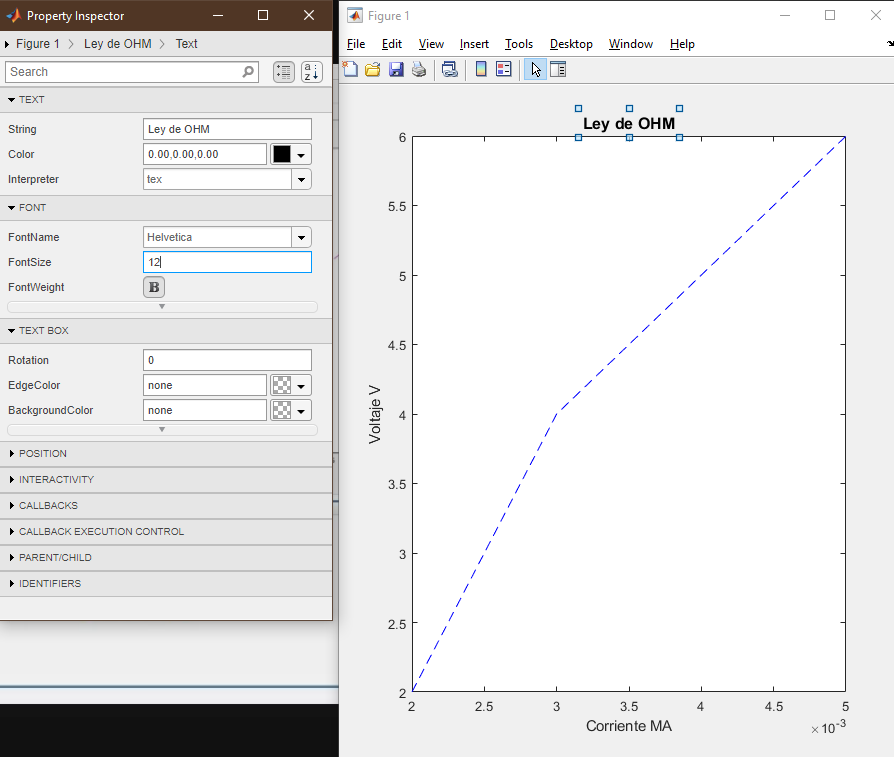 Property Inspector
Figure 1 > Ley de OHM > Text
Search
a
z
TEXT
String Ley de OHM
Color 0.00,0.00,0.00
Interpreter tex
FONT
FontName Helvetica
FontSize 12
FontWeight B
TEXT BOX
Rotation 0
EdgeColor none
BackgroundColor none
POSITION
INTERACTIVITY
CALLBACKS
CALLBACK EXECUTION CONTROL
PARENT/CHILD
IDENTIFIERS
Figure 1
File Edit View Insert Tools Desktop Window Help
Ley de OHM
6
5.5
5
4.5
4
3.5
3
2.5
2
Voltaje V
2 2.5 3 3.5 4 4.5 5
Corriente MA
×10-3